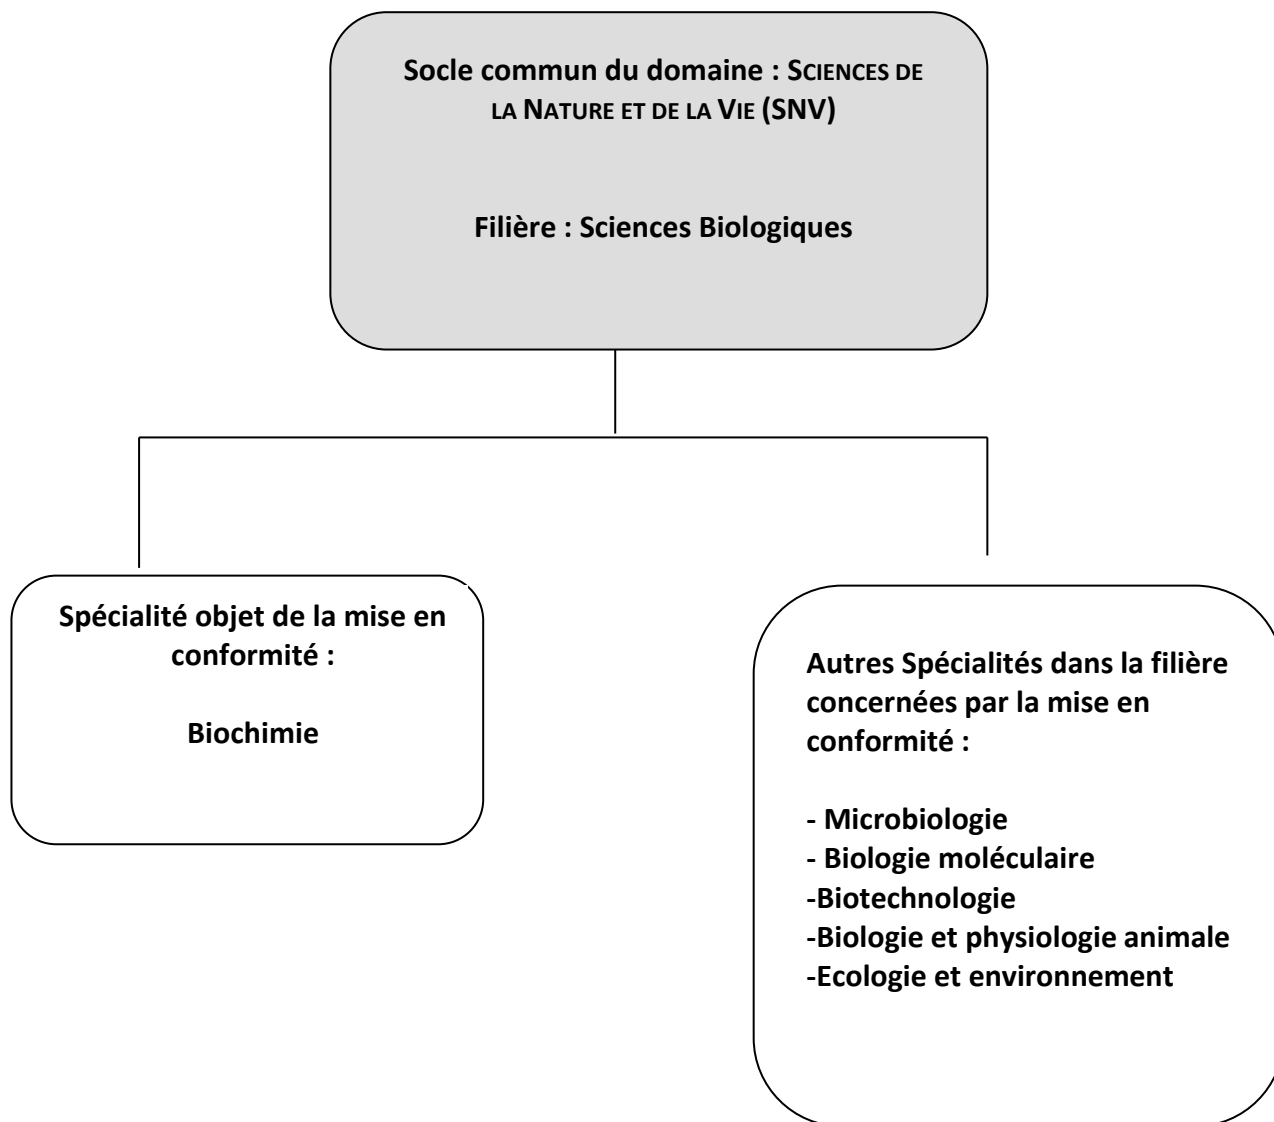 Socle commun du domaine : SCIENCES DE
LA NATURE ET DE LA VIE (SNV)
Filière : Sciences Biologiques
Spécialité objet de la mise en
conformité :
Biochimie
Autres Spécialités dans la filière
concernées par la mise en
conformité :
- Microbiologie
- Biologie moléculaire
-Biotechnologie
-Biologie et physiologie animale
-Ecologie et environnement